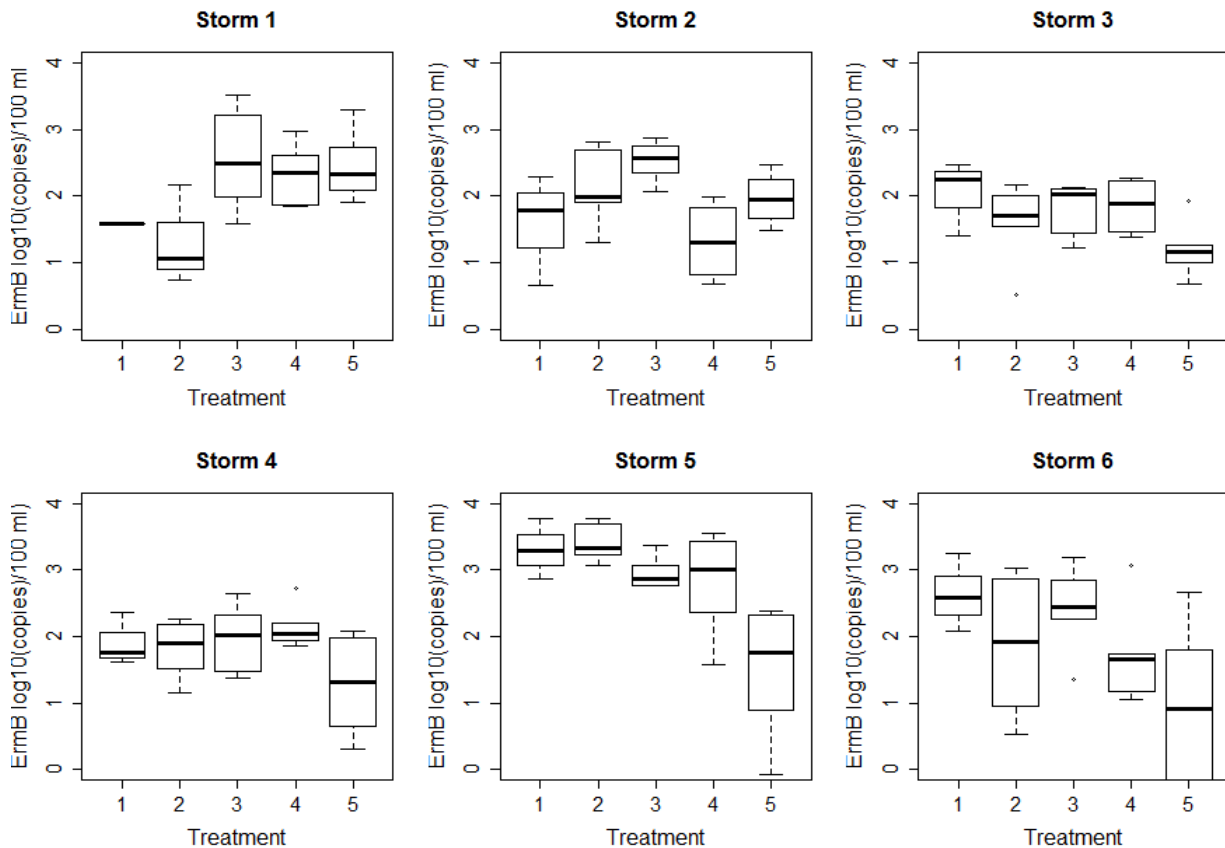 Storm 1
ErmB log10(copies)/100 ml)
4
3
2
1
0
1 2 3 4 5
Treatment
Storm 2
ErmB log10(copies)/100 ml)
4
3
2
1
0
1 2 3 4 5
Treatment
Storm 3
ErmB log10(copies)/100 ml)
4
3
2
1
0
1 2 3 4 5
Treatment
Storm 4
ErmB log10(copies)/100 ml)
4
3
2
1
0
1 2 3 4 5
Treatment
Storm 5
ErmB log10(copies)/100 ml)
4
3
2
1
0
1 2 3 4 5
Treatment
Storm 6
ErmB log10(copies)/100 ml)
4
3
2
1
0
1 2 3 4 5
Treatment